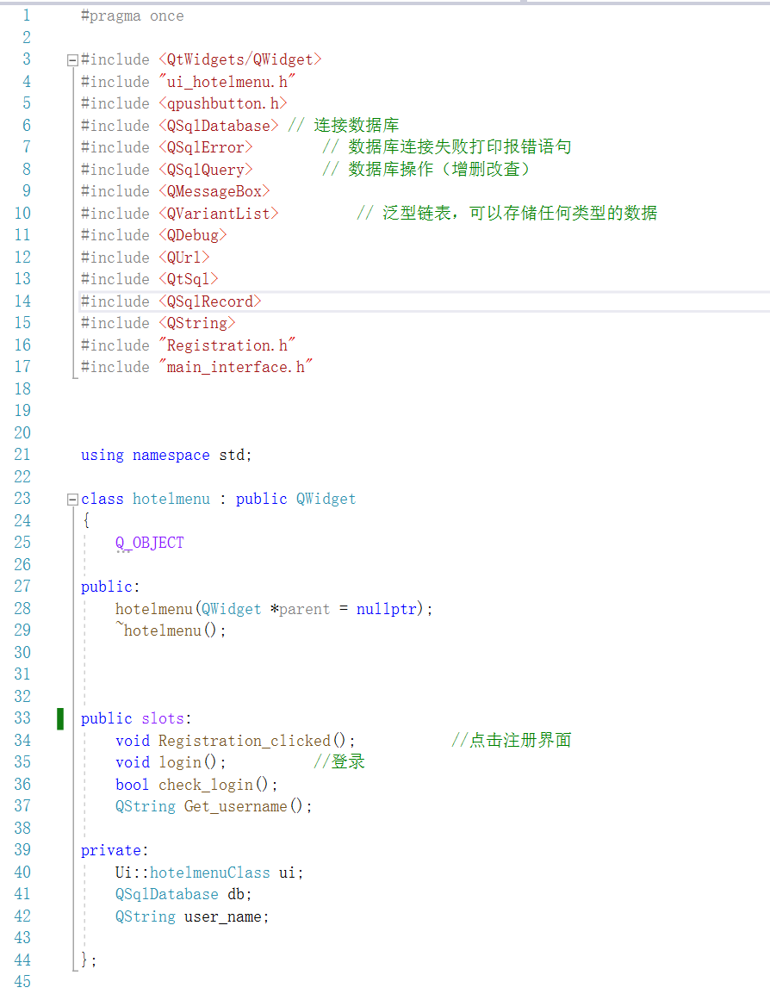 1 #pragma once
2
3 #include <QtWidgets/QWidget>
4 #include "ui_hotelmenu.h"
5 #include <qpushbutton.h>
6 #include <QSqlDatabase> // 连接数据库
7 #include <QSqlError> // 数据库连接失败打印报错语句
8 #include <QSqlQuery> // 数据库操作（增删改查）
9 #include <QMessageBox>
10 #include <QVariantList> // 泛型链表，可以存储任何类型的数据
11 #include <QDebug>
12 #include <QUrl>
13 #include <QtSql>
14 #include <QSqlRecord>
15 #include <QString>
16 #include "Registration.h"
17 #include "main_interface.h"
18
19
20
21 using namespace std;
22
23 class hotelmenu : public QWidget
24 {
25 Q_OBJECT
26
27 public:
28 hotelmenu(QWidget *parent = nullptr);
29 ~hotelmenu();
30
31
32
33 public slots:
34 void Registration_clicked(); //点击注册界面
35 void login(); //登录
36 bool check_login();
37 QString Get_username();
38
39 private:
40 Ui::hotelmenuClass ui;
41 QSqlDatabase db;
42 QString user_name;
43
44 };
45